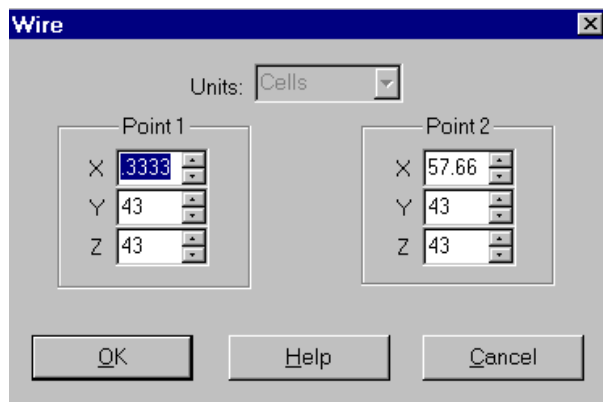 Wire
Units: Cells
Point 1
X .3333
Y 43
Z 43
Point 2
X 57.66
Y 43
Z 43
OK Help Cancel